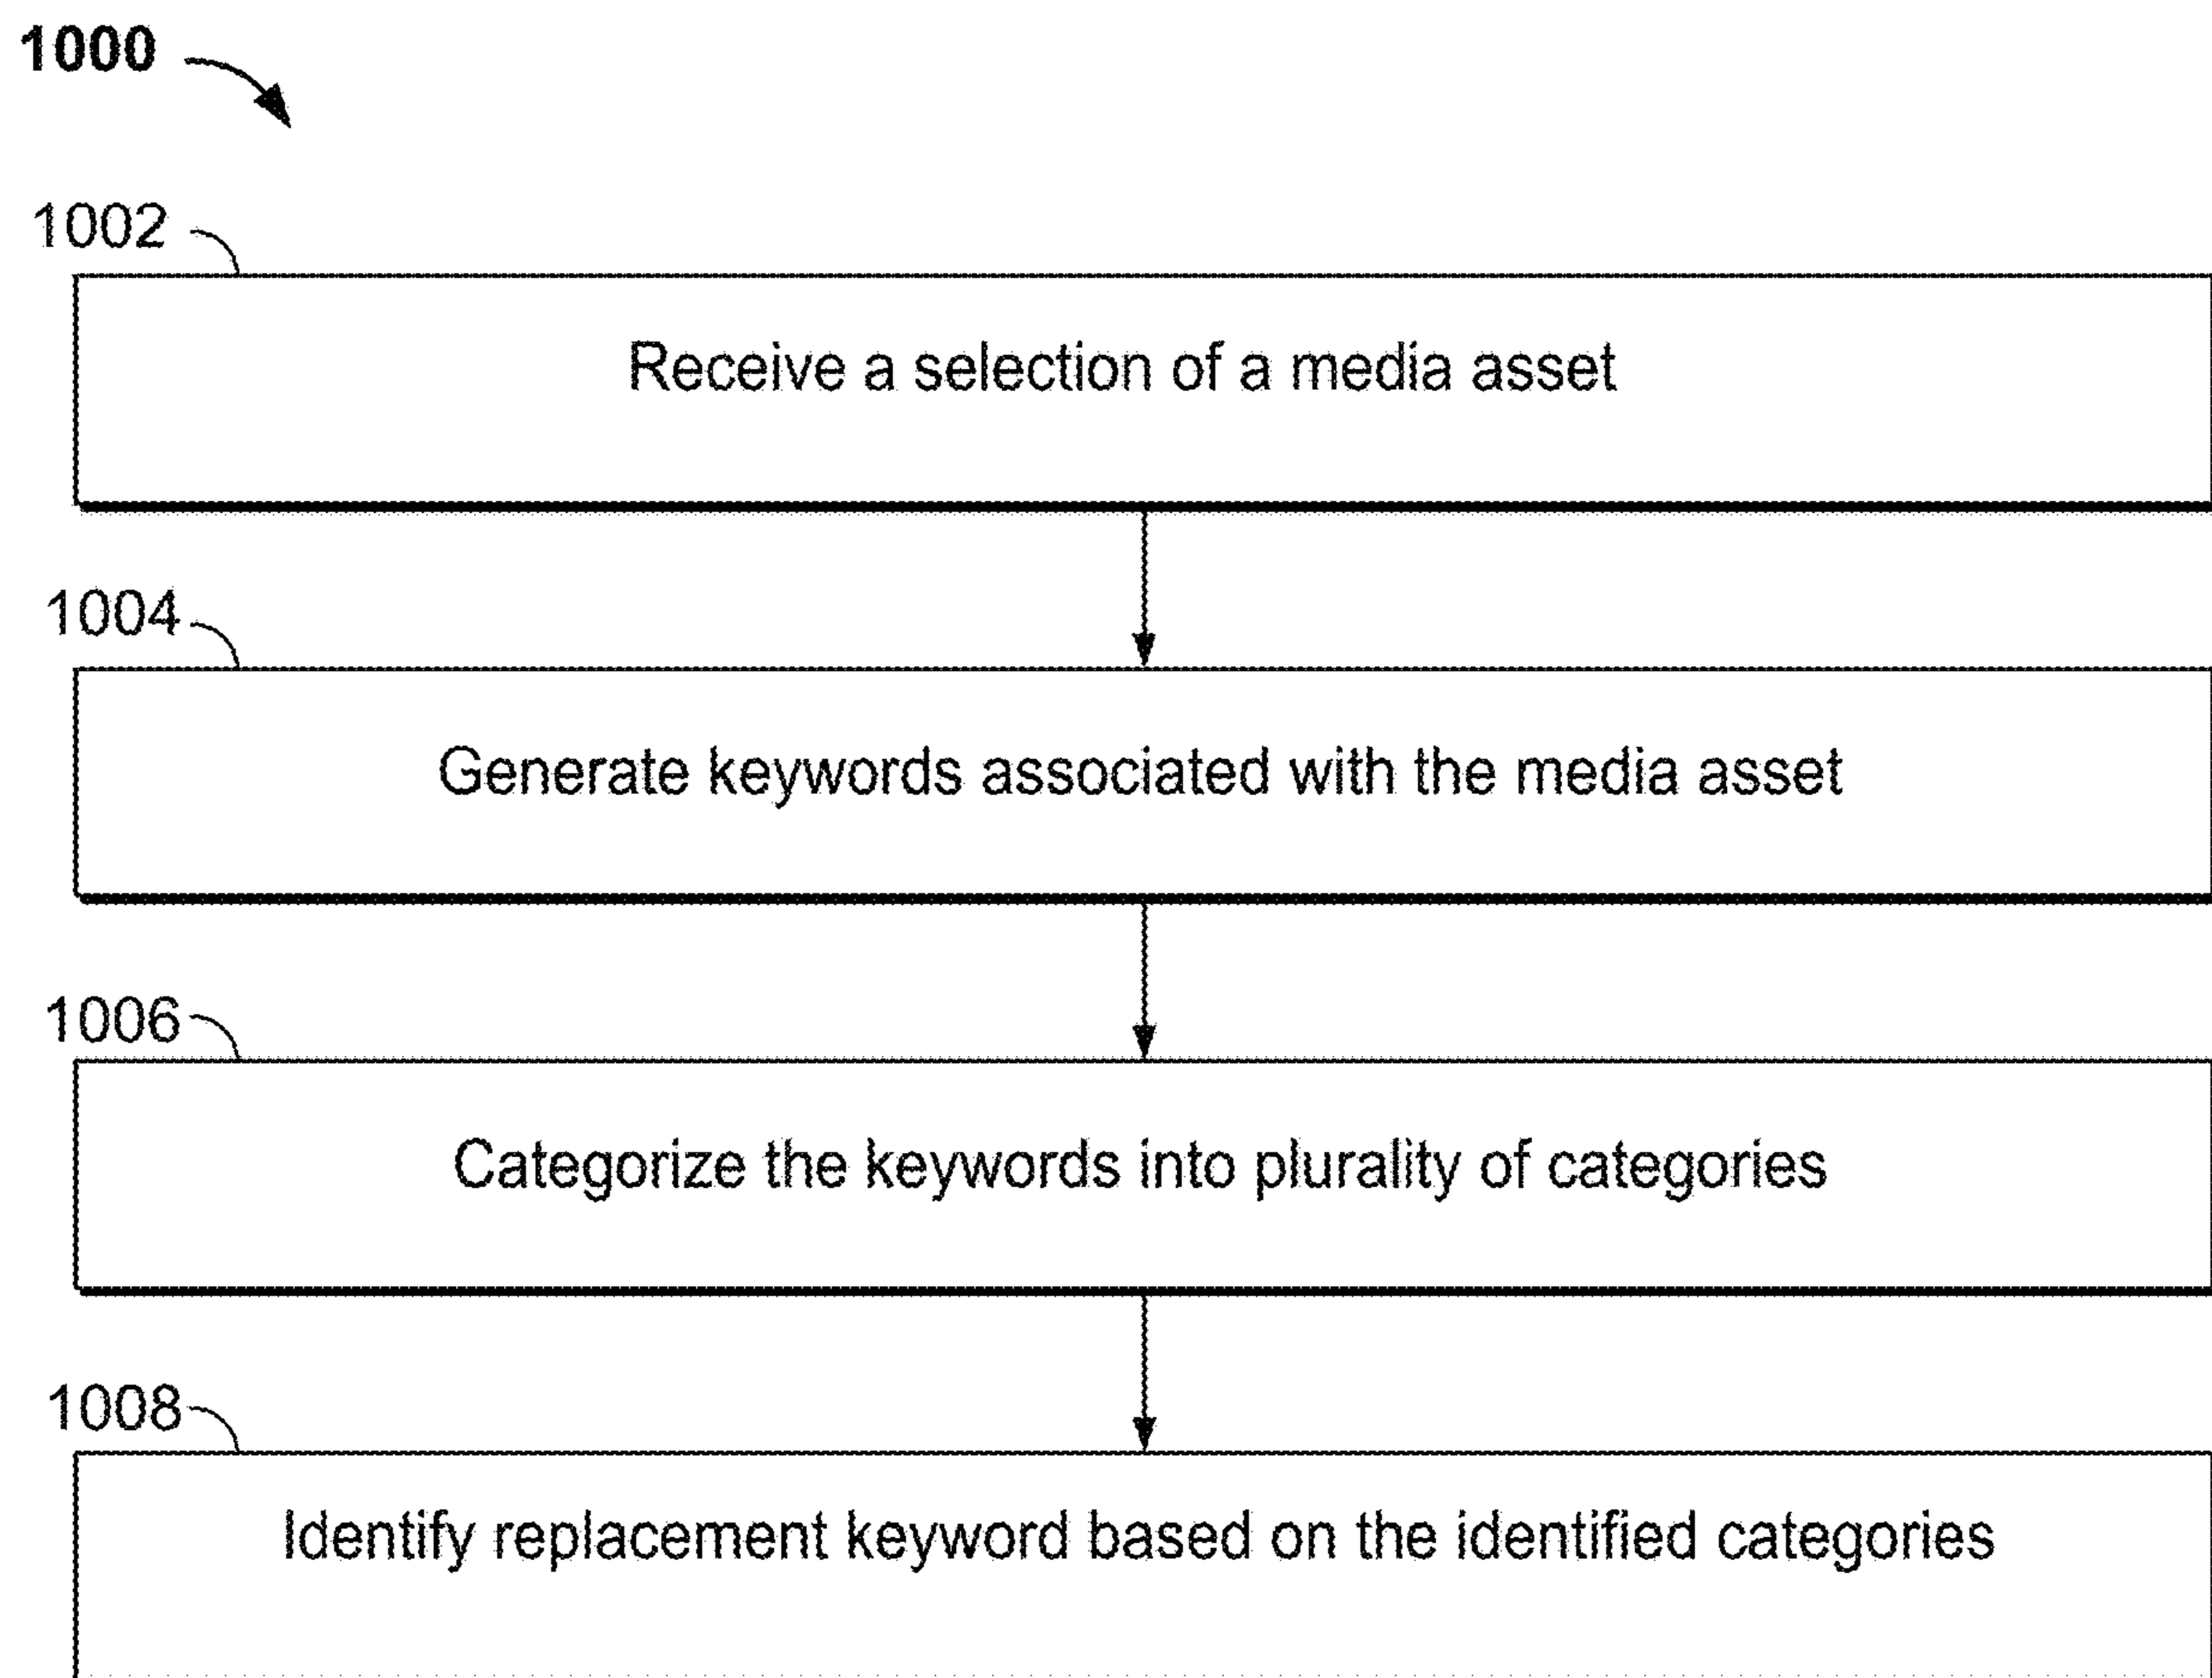 1000
1002
Receive a selection of a media asset
1004
Generate keywords associated with the media asset
1006
Categorize the keywords into plurality of categories
1008
Identify replacement keyword based on the identified categories